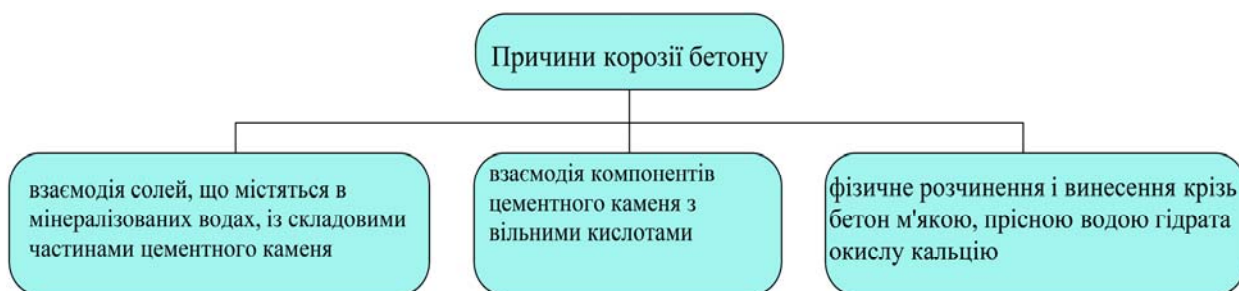 Причини корозії бетону
взаємодія солей, що містяться в
мінералізованих водах, із складовими
частинами цементного каменя
взаємодія компонентів
цементного каменя з
вільними кислотами
фізичне розчинення і винесення крізь
бетон м'якою, прісною водою гідрата
окислу кальцію